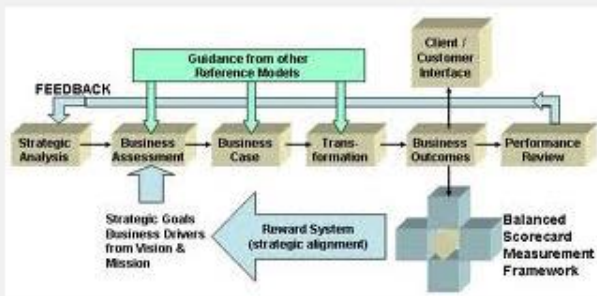 Guidance from other
Reference Models
Client /
Customer
Interface
FEEDBACK
Strategic
Analysis
Business
Assessment
Business
Case
Trans-
formation
Business
Outcomes
Performance
Review
Strategic Goals
Business Drivers
from Vision &
Mission
Reward System
(strategic alignment)
Balanced
Scorecard
Measurement
Framework